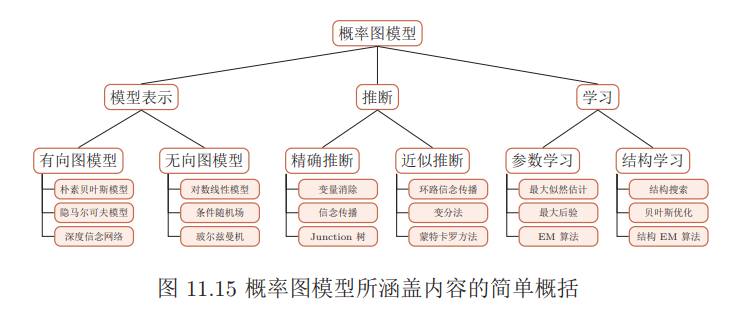 概率图模型
模型表示 推断 学习
有向图模型 无向图模型 精确推断 近似推断 参数学习 结构学习
朴素贝叶斯模型 对数线性模型 变量消除 环路信念传播 最大似然估计 结构搜索
隐马尔可夫模型 条件随机场 信念传播 变分法 最大后验 贝叶斯优化
深度信念网络 玻尔兹曼机 Junction 树 蒙特卡罗方法 EM 算法 结构 EM 算法
图 11.15 概率图模型所涵盖内容的简单概括